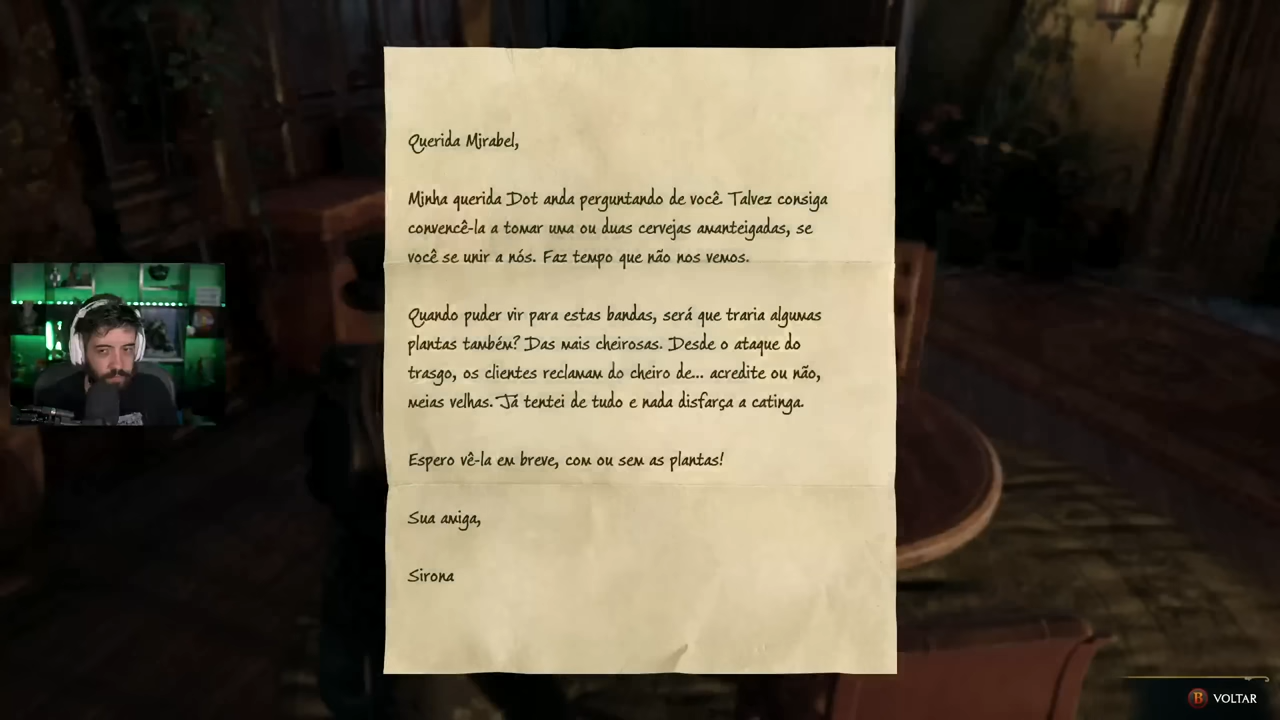 Querida Mirabel,
Minha querida Dot anda perguntando de você. Talvez consiga
convencê-la a tomar uma ou duas cervejas amanteigadas, se
você se unir a nós. Faz tempo que não nos vemos.
Quando puder vir para estas bandas, será que traria algumas
plantas também? Das mais cheirosas. Desde o ataque do
trasgo, os clientes reclamam do cheiro de... acredite ou não,
meias velhas. Já tentei de tudo e nada disfarça a catinga.
Espero vê-la em breve, com ou sem as plantas!
Sua amiga,
Sirona
B VOLTAR